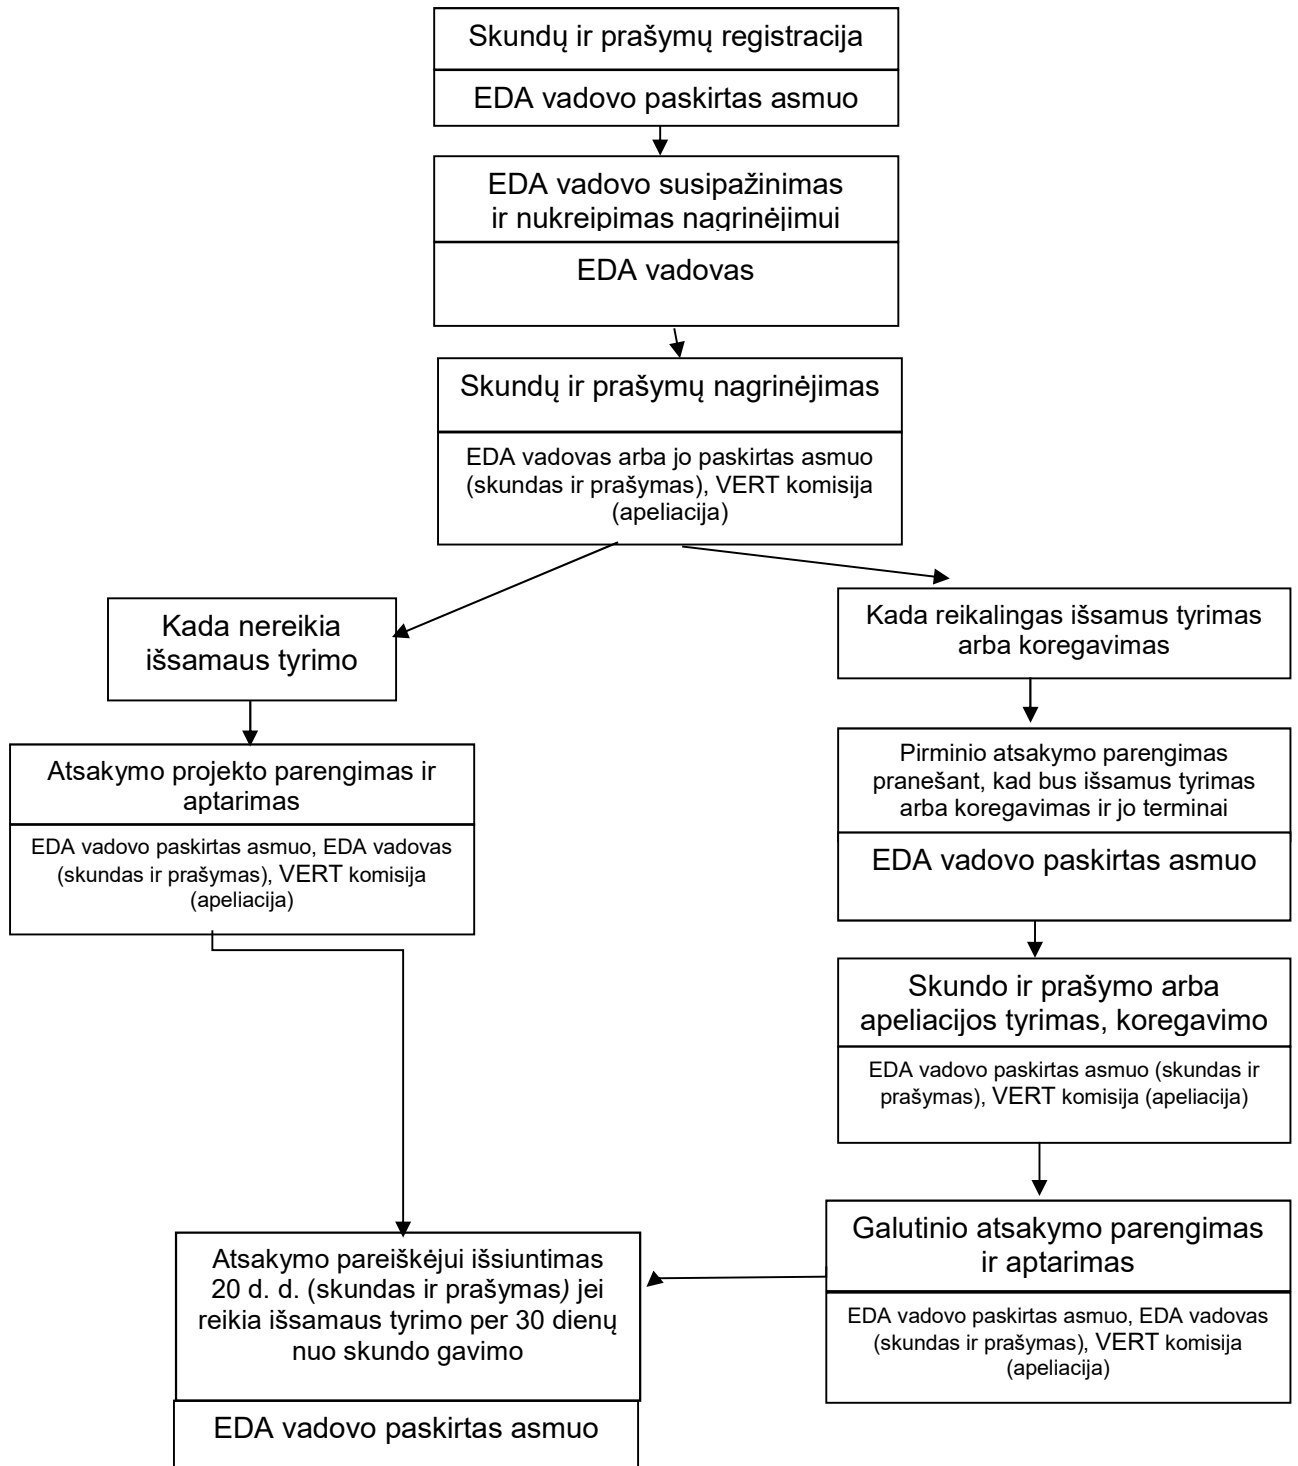 Skundų ir prašymų registracija
EDA vadovo paskirtas asmuo
EDA vadovo susipažinimas
ir nukreipimas nagrinėjimui
EDA vadovas
Skundų ir prašymų nagrinėjimas
EDA vadovas arba jo paskirtas asmuo
(skundas ir prašymas), VERT komisija
(apeliacija)
Kada nereikia
išsamaus tyrimo
Atsakymo projekto parengimas ir
aptarimas
EDA vadovo paskirtas asmuo, EDA vadovas
(skundas ir prašymas), VERT komisija
(apeliacija)
Kada reikalingas išsamus tyrimas
arba koregavimas
Pirminio atsakymo parengimas
pranešant, kad bus išsamus tyrimas
arba koregavimas ir jo terminai
EDA vadovo paskirtas asmuo
Skundo ir prašymo arba
apeliacijos tyrimas, koregavimo
EDA vadovo paskirtas asmuo (skundas ir
prašymas), VERT komisija (apeliacija)
Galutinio atsakymo parengimas
ir aptarimas
EDA vadovo paskirtas asmuo, EDA vadovas
(skundas ir prašymas), VERT komisija
(apeliacija)
Atsakymo pareiškėjui išsiuntimas
20 d. d. (skundas ir prašymas) jei
reikia išsamaus tyrimo per 30 dienų
nuo skundo gavimo
EDA vadovo paskirtas asmuo